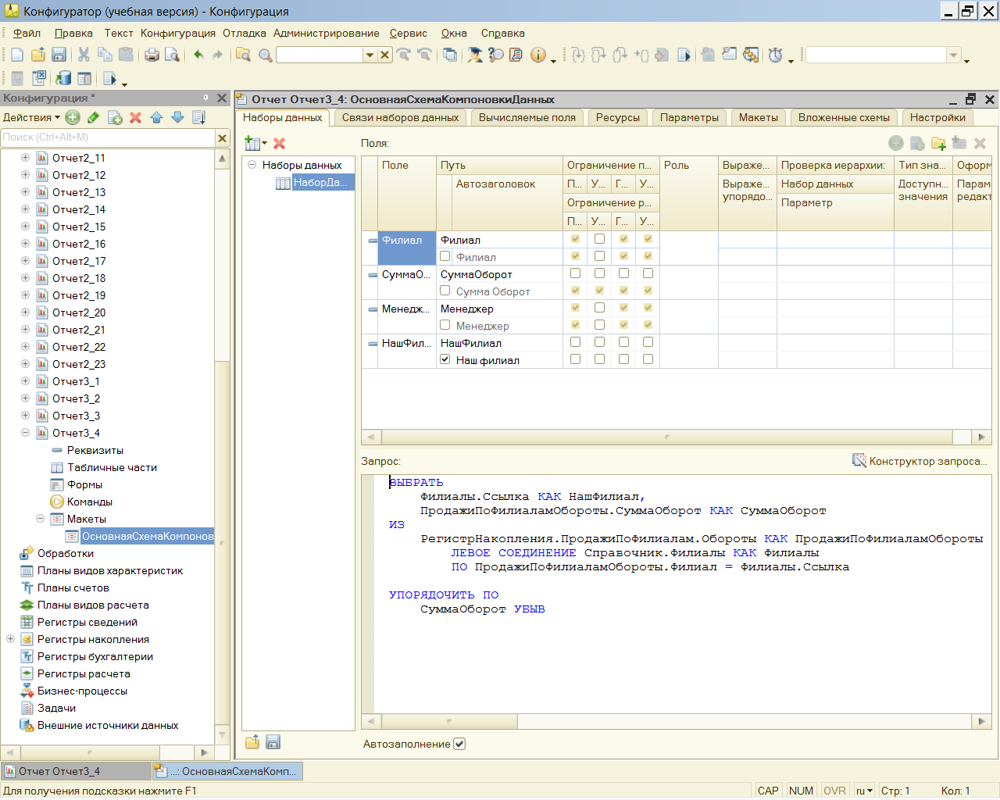 Конфигуратор (учебная версия) - Конфигурация
Файл Правка Текст Конфигурация Отладка Администрирование Сервис Окна Справка
Конфигурация *
Действия
Поиск (Ctrl+Alt+M)
Отчет2_11
Отчет2_12
Отчет2_13
Отчет2_14
Отчет2_15
Отчет2_16
Отчет2_17
Отчет2_18
Отчет2_19
Отчет2_20
Отчет2_21
Отчет2_22
Отчет2_23
Отчет3_1
Отчет3_2
Отчет3_3
Отчет3_4
Реквизиты
Табличные части
Формы
Команды
Макеты
ОсновнаяСхемаКомпонов
Обработки
Планы видов характеристик
Планы счетов
Планы видов расчета
Регистры сведений
Регистры накопления
Регистры бухгалтерии
Регистры расчета
Бизнес-процессы
Задачи
Внешние источники данных
Отчет Отчет3_4: ОсновнаяСхемаКомпоновкиДанных
Наборы данных Связи наборов данных Вычисляемые поля Ресурсы Параметры Макеты Вложенные схемы Настройки
Наборы данных
НаборДа...
Поля:
Поле Путь Ограничение п... Роль Выраже... Проверка иерархии: Тип зна... Оформ
Автозаголовок П... У... Г... У... Выраже... упорядо... Набор данных Доступн... значения Парам редакт
Ограничение р... Параметр
П... У... Г... У...
Филиал Филиал
Филиал
СуммаО... СуммаОборот
Сумма Оборот
Менедж... Менеджер
Менеджер
НашФил... НашФилиал
Наш филиал
Запрос:
Конструктор запроса...
ВЫБРАТЬ
Филиалы.Ссылка КАК НашФилиал,
ПродажиПоФилиаламОбороты.СуммаОборот КАК СуммаОборот
ИЗ
РегистрНакопления.ПродажиПоФилиалам.Обороты КАК ПродажиПоФилиаламОбороты
ЛЕВОЕ СОЕДИНЕНИЕ Справочник.Филиалы КАК Филиалы
ПО ПродажиПоФилиаламОбороты.Филиал = Филиалы.Ссылка
УПОРЯДОЧИТЬ ПО
СуммаОборот УБЫВ
Автозаполнение
Отчет Отчет3_4
...: ОсновнаяСхемаКомп...
Для получения подсказки нажмите F1
CAP NUM OVR ru Стр: 1 Кол: 1